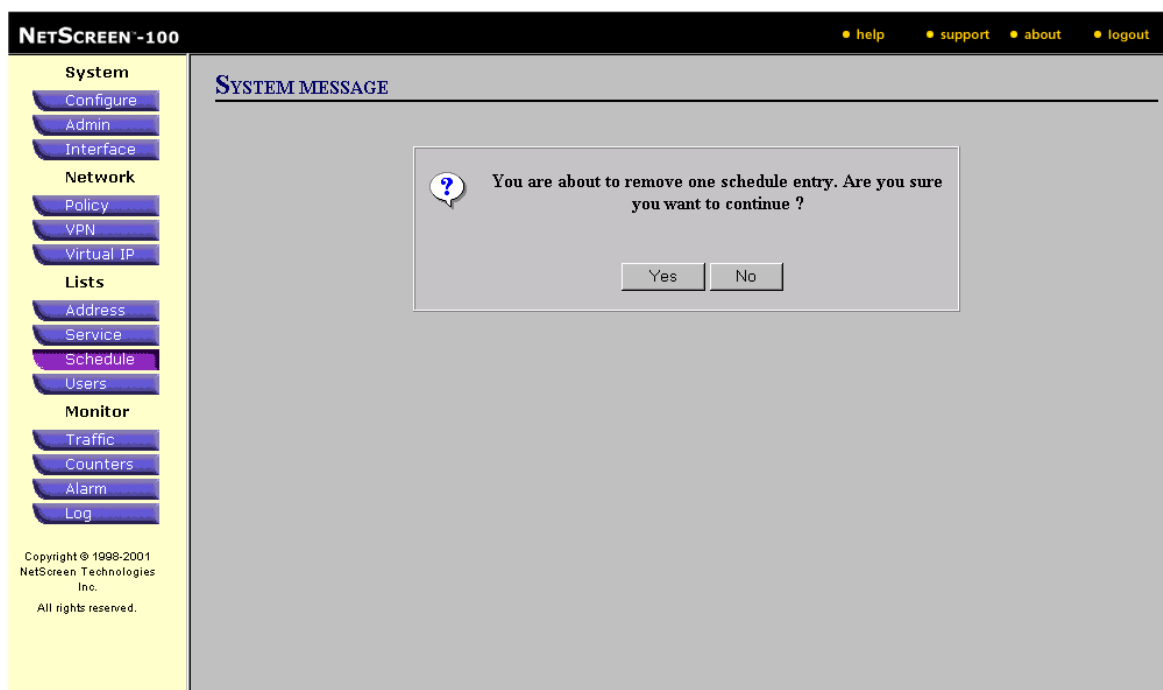 NETSCREEN™-100
help support about logout
System
Configure
Admin
Interface
Network
Policy
VPN
Virtual IP
Lists
Address
Service
Schedule
Users
Monitor
Traffic
Counters
Alarm
Log
Copyright © 1998-2001
NetScreen Technologies
Inc.
All rights reserved.
SYSTEM MESSAGE
?
You are about to remove one schedule entry. Are you sure
you want to continue ?
Yes No